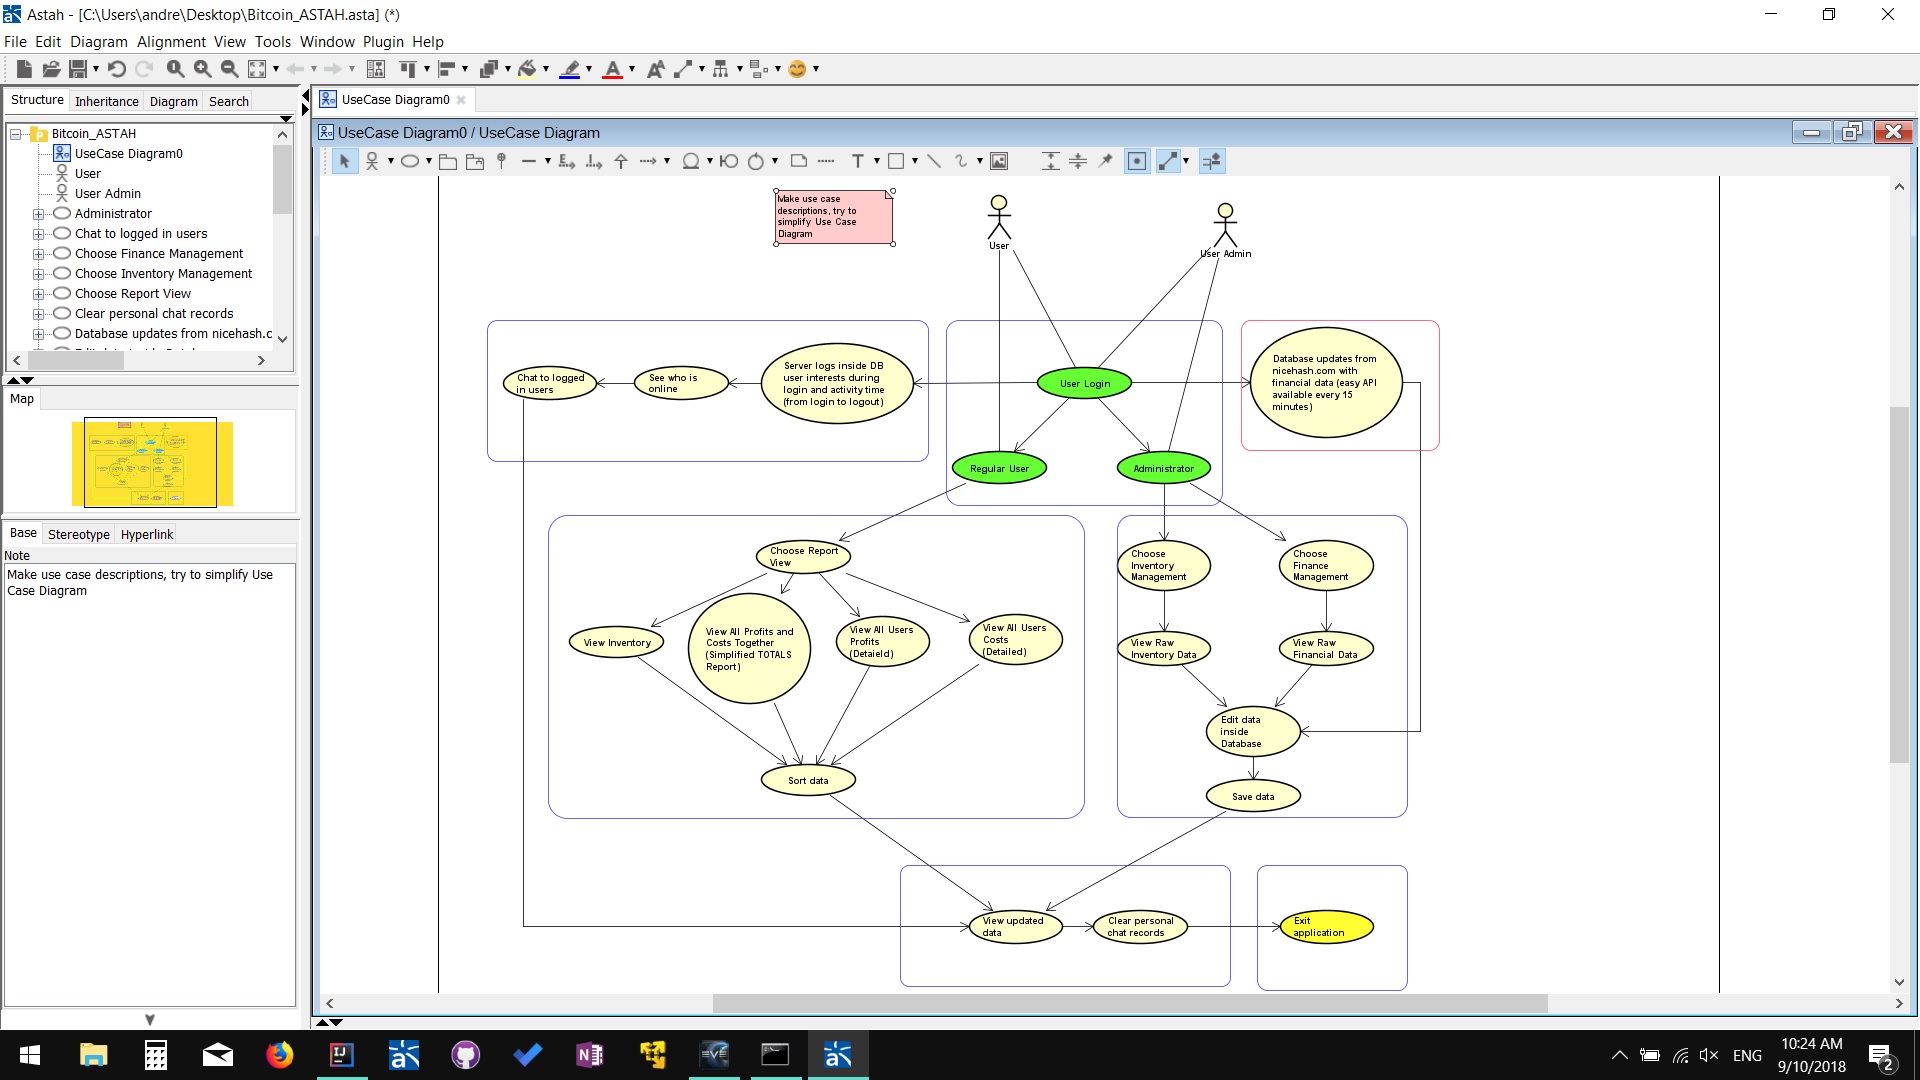 Astah - [C:\Users\andre\Desktop\Bitcoin_ASTAH.asta] (*)
File Edit Diagram Alignment View Tools Window Plugin Help
Structure Inheritance Diagram Search
Bitcoin_ASTAH
UseCase Diagram0
User
User Admin
Administrator
Chat to logged in users
Choose Finance Management
Choose Inventory Management
Choose Report View
Clear personal chat records
Database updates from nicehash.c
Map
Base Stereotype Hyperlink
Note
Make use case descriptions, try to simplify Use
Case Diagram
UseCase Diagram0
UseCase Diagram0 / UseCase Diagram
Make use case
descriptions, try to
simplify Use Case
Diagram
User
User Admin
Chat to logged
in users
See who is
online
Server logs inside DB
user interests during
login and activity time
(from login to logout)
User Login
Database updates from
nicehash.com with
financial data (easy API
available every 15
minutes)
Regular User
Administrator
Choose Report
View
Choose
Inventory
Management
Choose
Finance
Management
View Inventory
View All Profits and
Costs Together
(Simplified TOTALS
Report)
View All Users
Profits
(Detaield)
View All Users
Costs
(Detailed)
View Raw
Inventory Data
View Raw
Financial Data
Edit data
inside
Database
Sort data
Save data
View updated
data
Clear personal
chat records
Exit
application
ENG
10:24 AM
9/10/2018
2